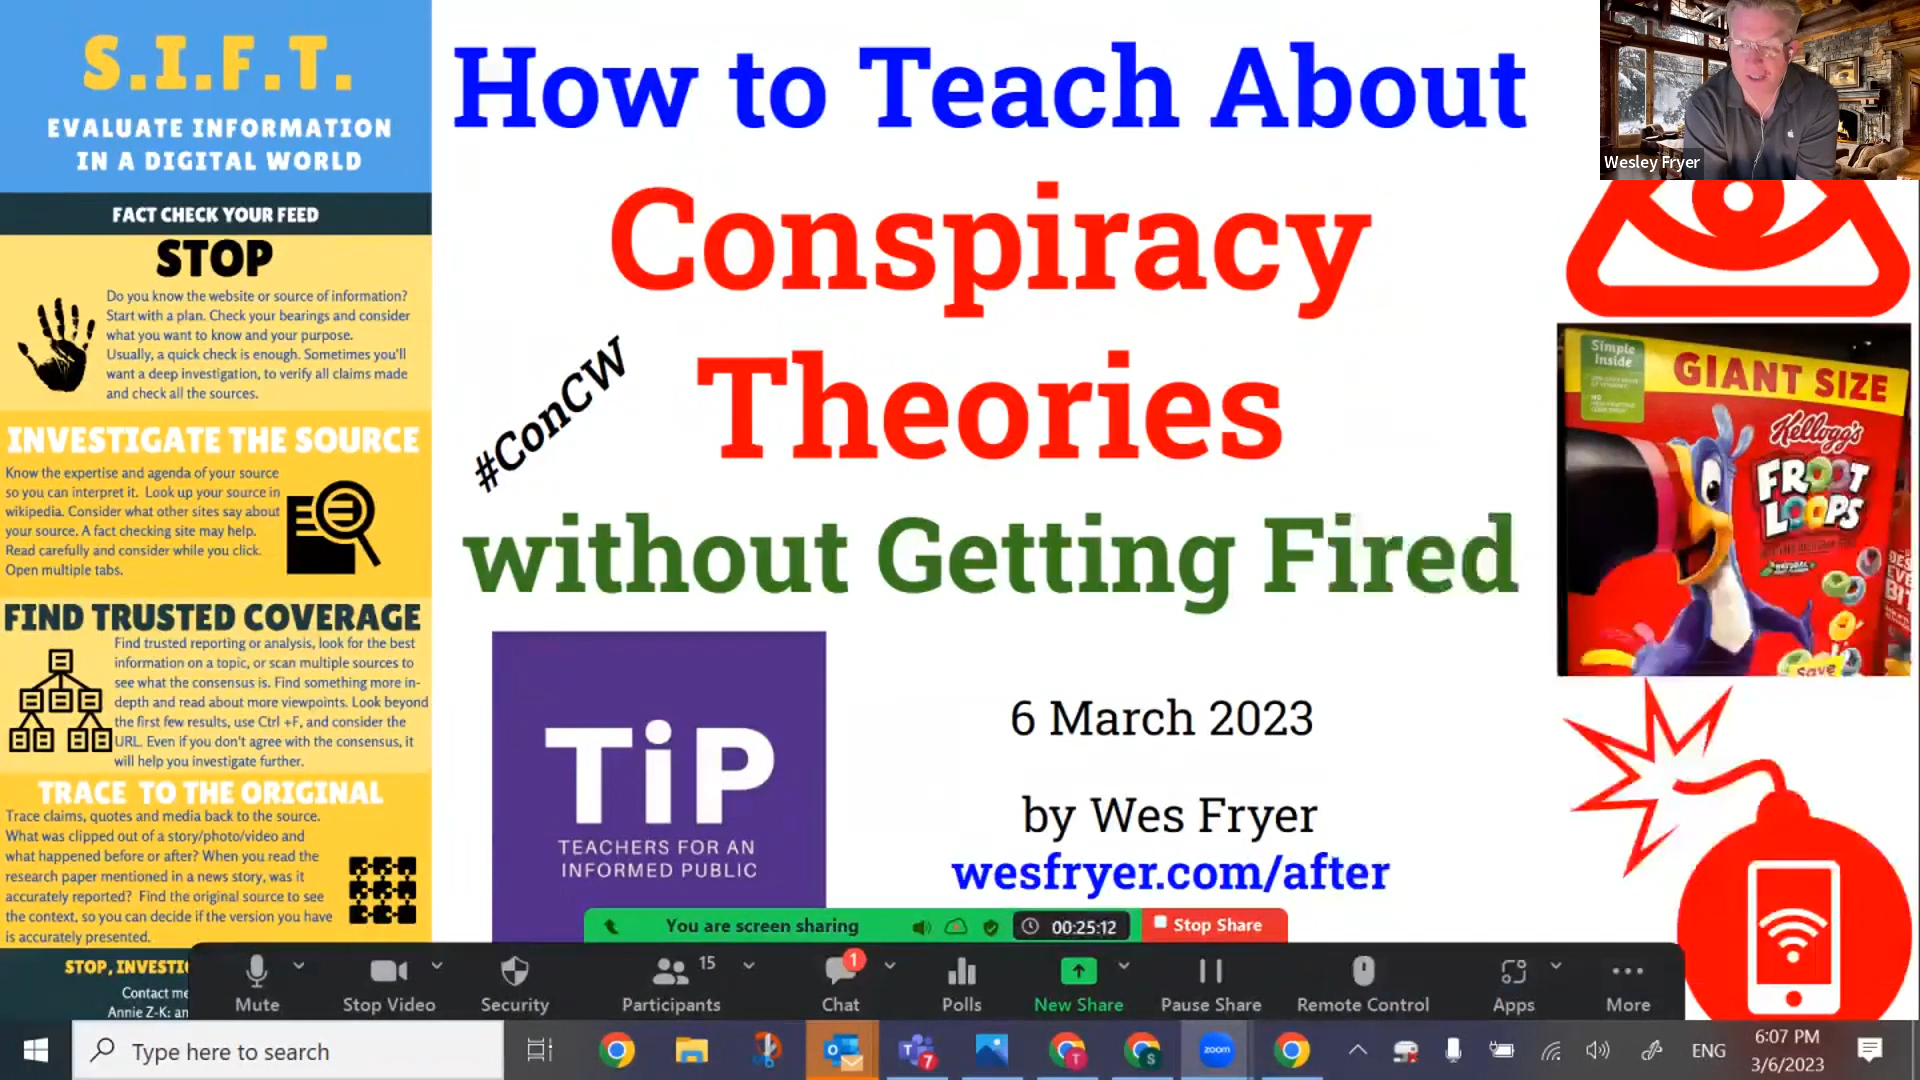 S.I.F.T.
EVALUATE INFORMATION
IN A DIGITAL WORLD
FACT CHECK YOUR FEED
STOP
Do you know the website or source of information?
Start with a plan. Check your bearings and consider
what you want to know and your purpose.
Usually, a quick check is enough. Sometimes you'll
want a deep investigation, to verify all claims made
and check all the sources.
INVESTIGATE THE SOURCE
Know the expertise and agenda of your source
so you can interpret it. Look up your source in
wikipedia. Consider what other sites say about
your source. A fact checking site may help.
Read carefully and consider while you click.
Open multiple tabs.
FIND TRUSTED COVERAGE
Find trusted reporting or analysis, look for the best
information on a topic, or scan multiple sources to
see what the consensus is. Find something more in-
depth and read about more viewpoints. Look beyond
the first few results, use Ctrl +F, and consider the
URL. Even if you don't agree with the consensus, it
will help you investigate further.
TRACE TO THE ORIGINAL
Trace claims, quotes and media back to the source.
What was clipped out of a story/photo/video and
what happened before or after? When you read the
research paper mentioned in a news story, was it
accurately reported? Find the original source to see
the context, so you can decide if the version you have
is accurately presented.
STOP, INVESTI
Contact me
Annie Z-K: an
How to Teach About
Conspiracy
Theories
without Getting Fired
#ConCW
TiP
TEACHERS FOR AN
INFORMED PUBLIC
6 March 2023
by Wes Fryer
wesfryer.com/after
Wesley Fryer
Simple
Inside
GIANT SIZE
Kellogg's
FROOT
LOOPS
save
You are screen sharing
00:25:12
Stop Share
Mute
Stop Video
Security
15
Participants
1
Chat
Polls
New Share
Pause Share
Remote Control
Apps
More
Type here to search
7
T
S
zoom
ENG
6:07 PM
3/6/2023